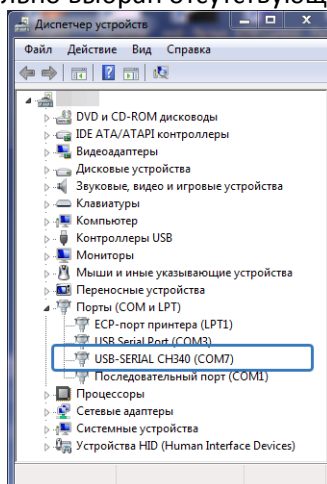 льно выбран отсутствующ
Диспетчер устройств
Файл Действие Вид Справка
DVD и CD-ROM дисководы
IDE ATA/ATAPI контроллеры
Видеоадаптеры
Дисковые устройства
Звуковые, видео и игровые устройства
Клавиатуры
Компьютер
Контроллеры USB
Мониторы
Мыши и иные указывающие устройства
Переносные устройства
Порты (COM и LPT)
ECP-порт принтера (LPT1)
USB Serial Port (COM3)
USB-SERIAL CH340 (COM7)
Последовательный порт (COM1)
Процессоры
Сетевые адаптеры
Системные устройства
Устройства HID (Human Interface Devices)